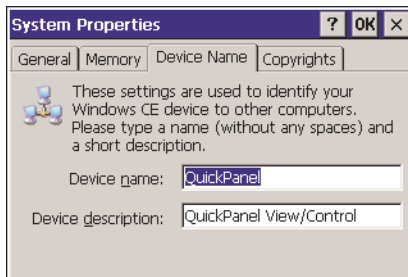 System Properties ? OK ×
General Memory Device Name Copyrights
These settings are used to identify your
Windows CE device to other computers.
Please type a name (without any spaces) and
a short description.
Device name: QuickPanel
Device description: QuickPanel View/Control